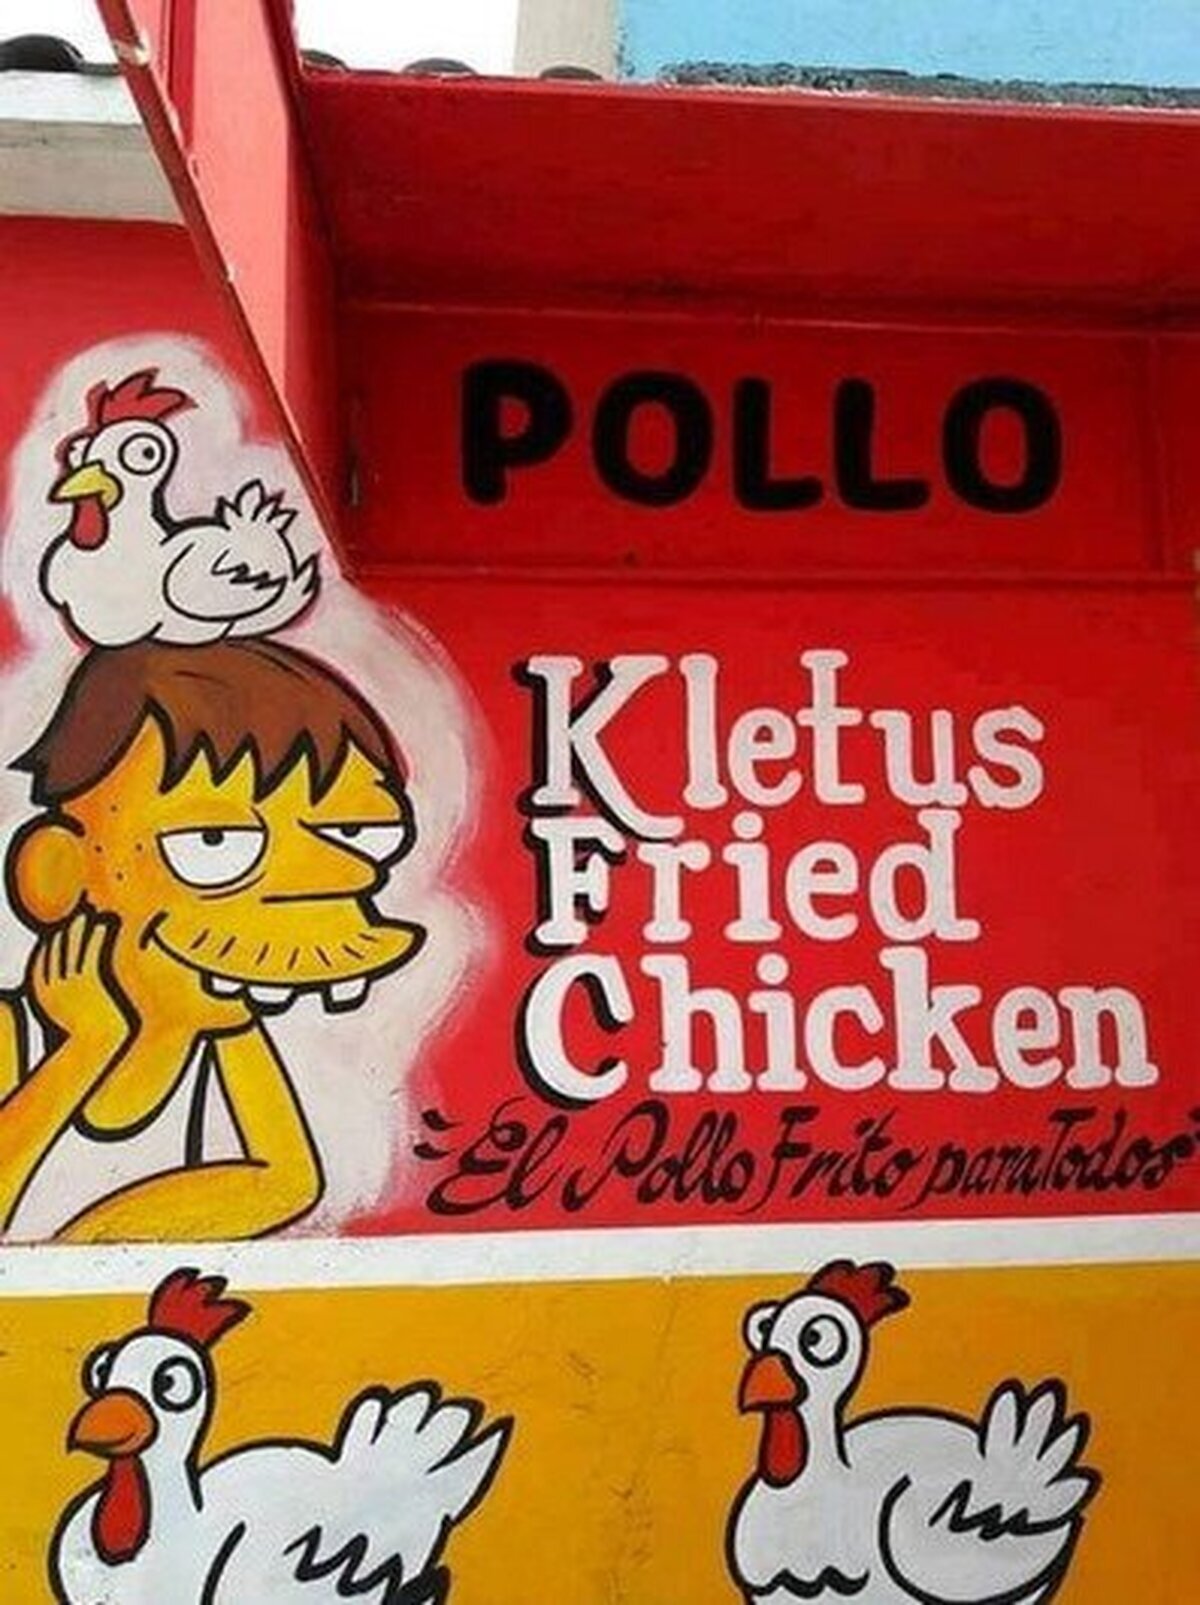 POLLO
Kletus
Fried
Chicken
"El Pollo Frito para Todos"